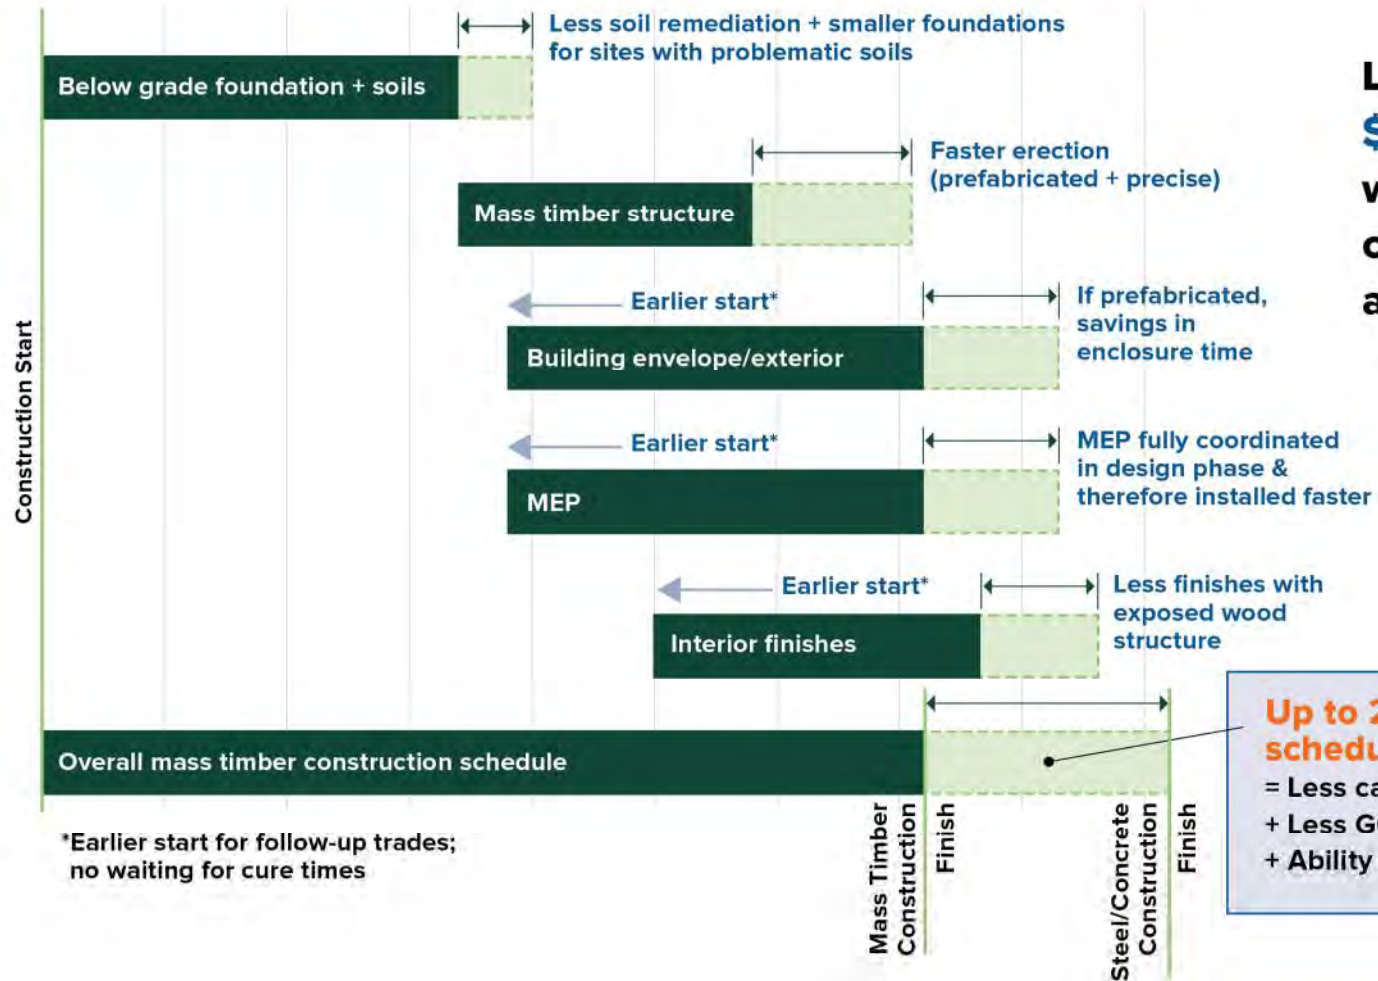 Less soil remediation + smaller foundations
for sites with problematic soils
Below grade foundation + soils
Faster erection
(prefabricated + precise)
Mass timber structure
Earlier start*
If prefabricated,
savings in
enclosure time
Building envelope/exterior
Earlier start*
MEP fully coordinated
in design phase &
therefore installed faster
MEP
Earlier start*
Less finishes with
exposed wood
structure
Interior finishes
Construction Start
Overall mass timber construction schedule
Up to
= Less
+ Less
+ Ability
*Earlier start for follow-up trades;
no waiting for cure times
Mass Timber
Construction
Finish
Steel/Concrete
Construction
Finish